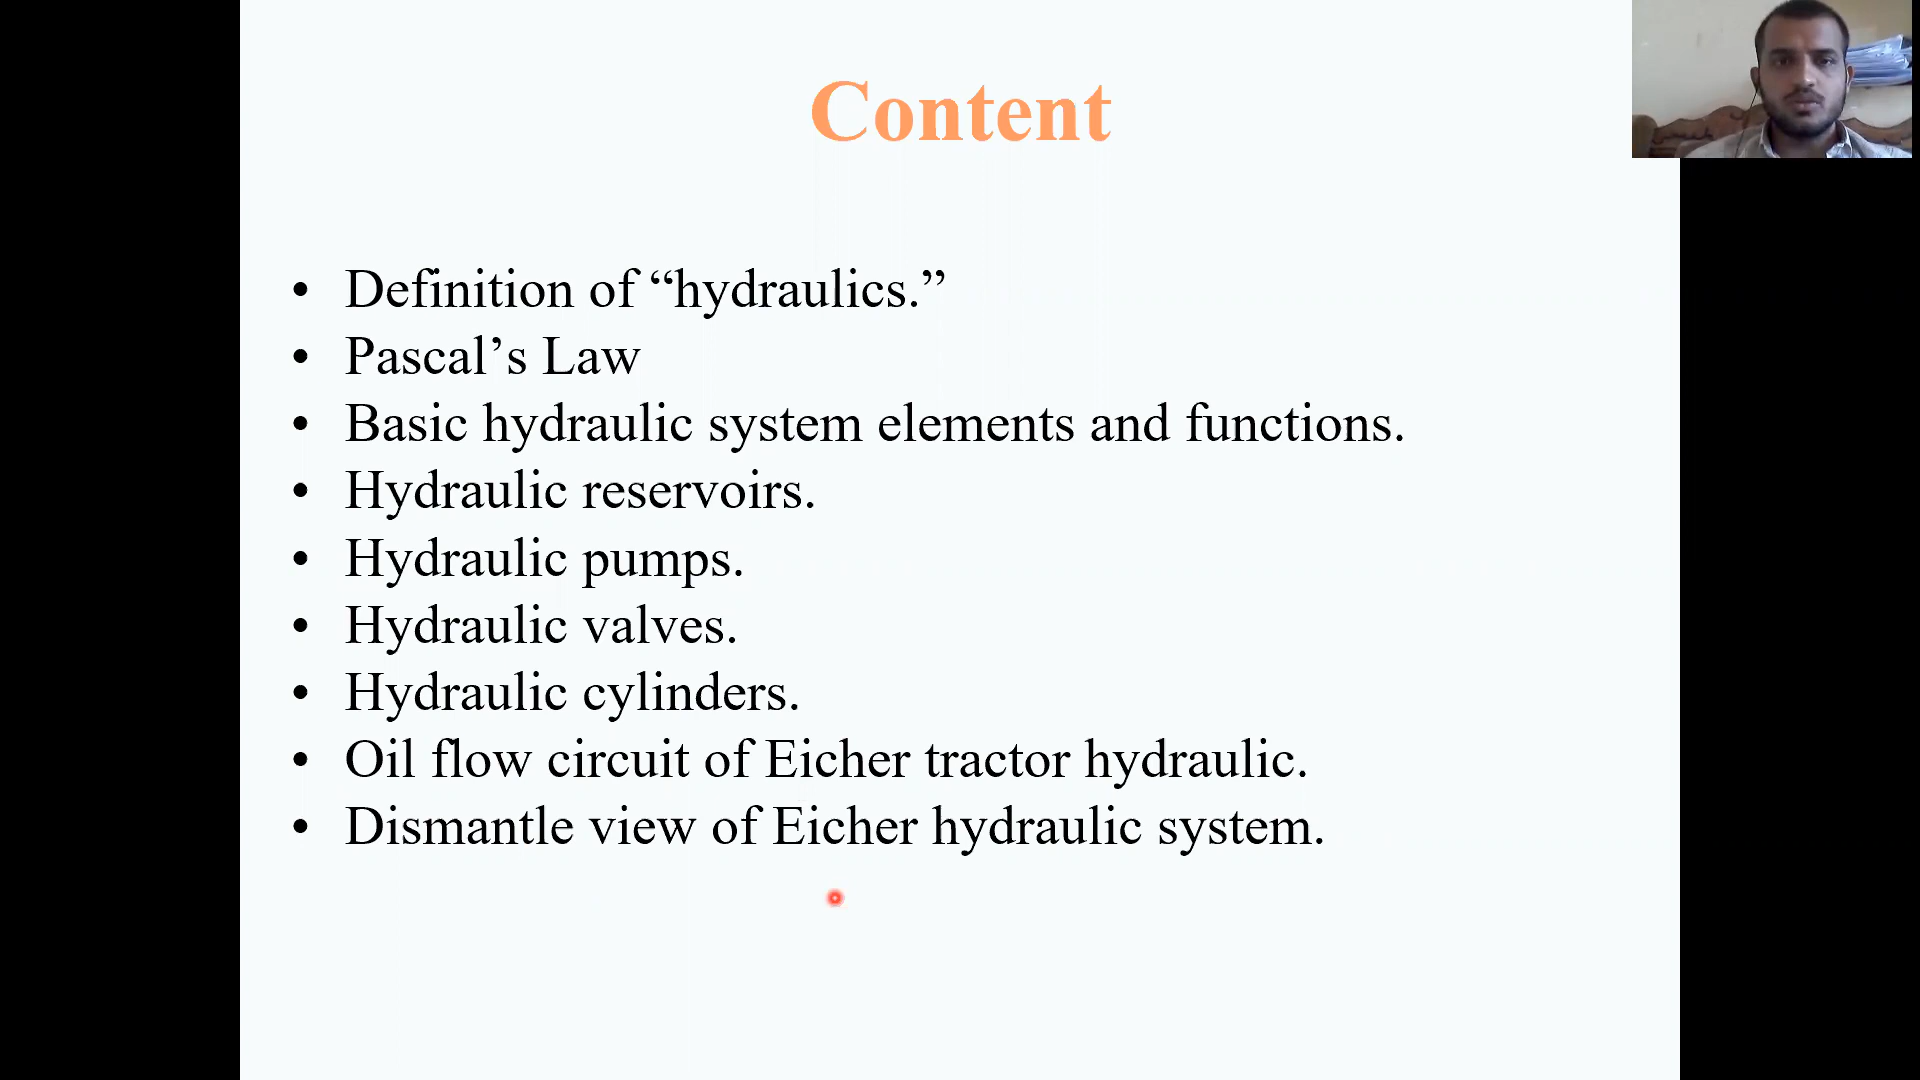 Content
• Definition of “hydraulics.”
• Pascal’s Law
• Basic hydraulic system elements and functions.
• Hydraulic reservoirs.
• Hydraulic pumps.
• Hydraulic valves.
• Hydraulic cylinders.
• Oil flow circuit of Eicher tractor hydraulic.
• Dismantle view of Eicher hydraulic system.